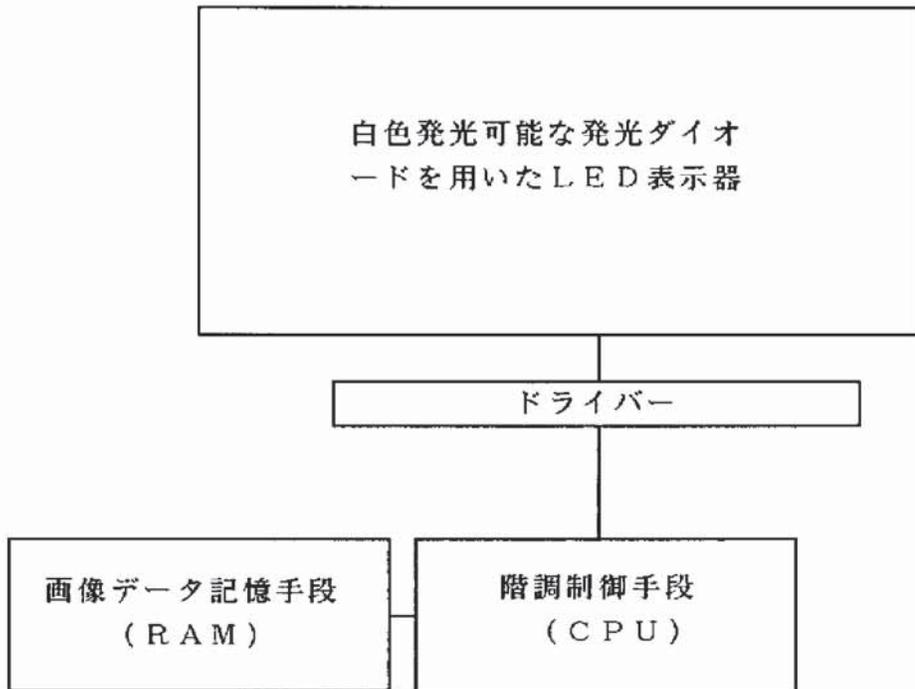 白色発光可能な発光ダイオ
ードを用いたLED表示器
ドライバー
画像データ記憶手段
(RAM)
階調制御手段
(CPU)